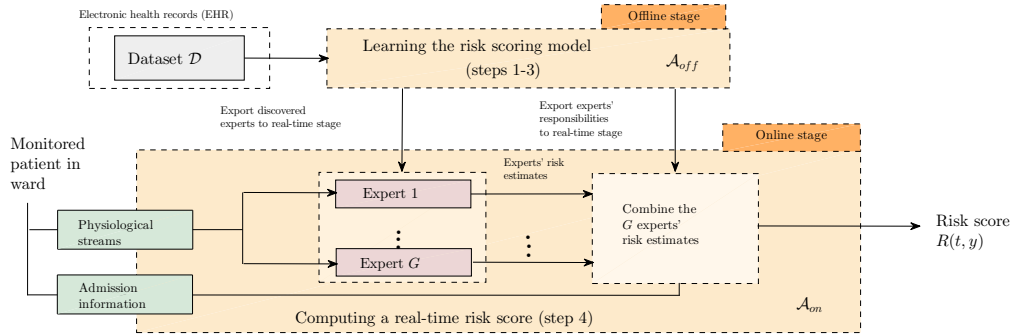 Electronic health records (EHR)
Dataset 𝒟
Offline stage
Learning the risk scoring model
(steps 1-3)
𝒜off
Export discovered
experts to real-time stage
Export experts'
responsibilities
to real-time stage
Online stage
Monitored
patient in
ward
Experts' risk
estimates
Expert 1
⋮
Expert G
⋮
Physiological
streams
Combine the
G experts'
risk estimates
Risk score
R(t, y)
Admission
information
𝒜on
Computing a real-time risk score (step 4)